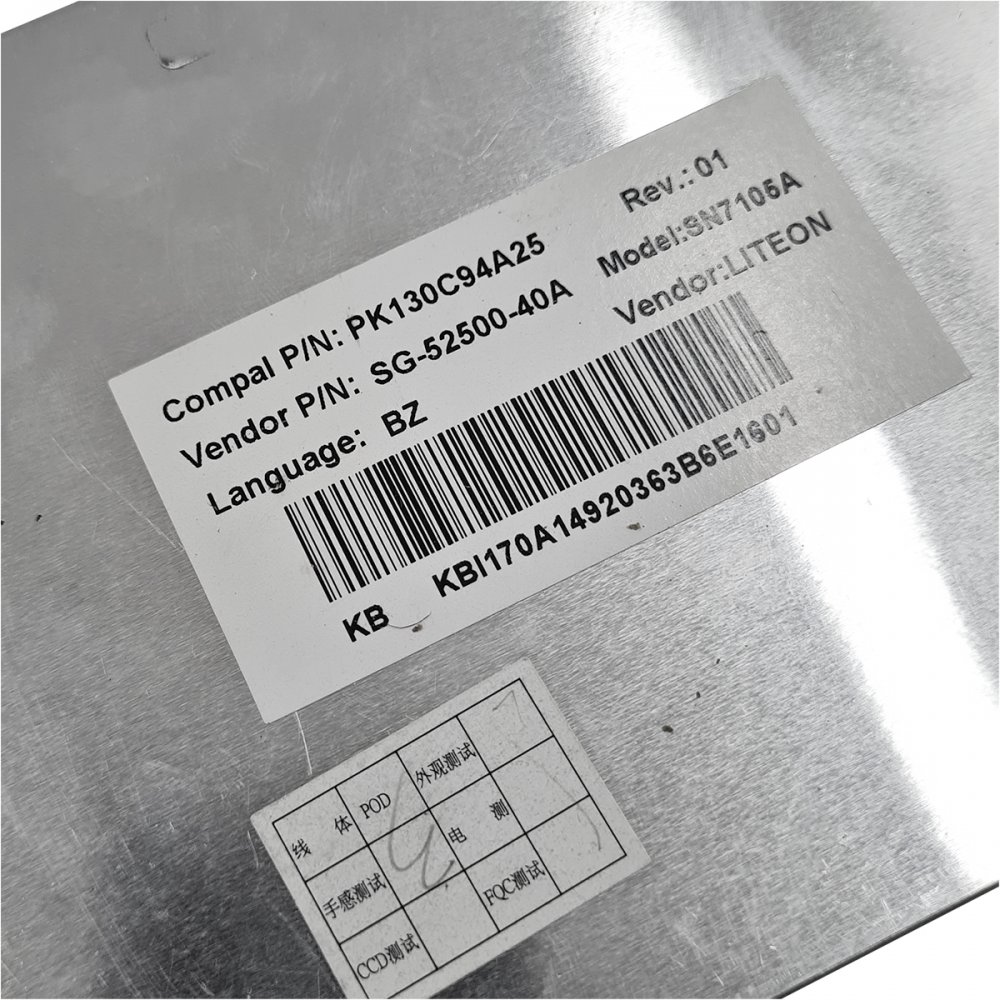 Compal P/N: PK130C94A25
Rev.: 01
Vendor P/N: SG-52500-40A
Model:SN7105A
Language: BZ
Vendor:LITEON
KB KBI170A14920363B6E1601
线 体 POD 外观测试
手感测试 电 测
CCD测试 FQC测试